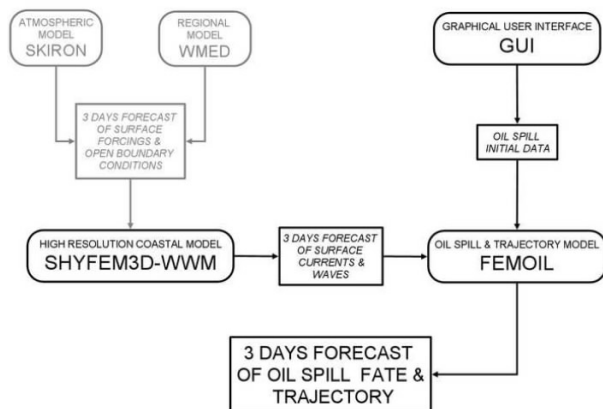 ATMOSPHERIC
MODEL
SKIRON
REGIONAL
MODEL
WMED
GRAPHICAL USER INTERFACE
GUI
3 DAYS FORECAST
OF SURFACE
FORCINGS &
OPEN BOUNDARY
CONDITIONS
OIL SPILL
INITIAL DATA
HIGH RESOLUTION COASTAL MODEL
SHYFEM3D-WWM
3 DAYS FORECAST
OF SURFACE
CURRENTS &
WAVES
OIL SPILL & TRAJECTORY MODEL
FEMOIL
3 DAYS FORECAST
OF OIL SPILL FATE &
TRAJECTORY